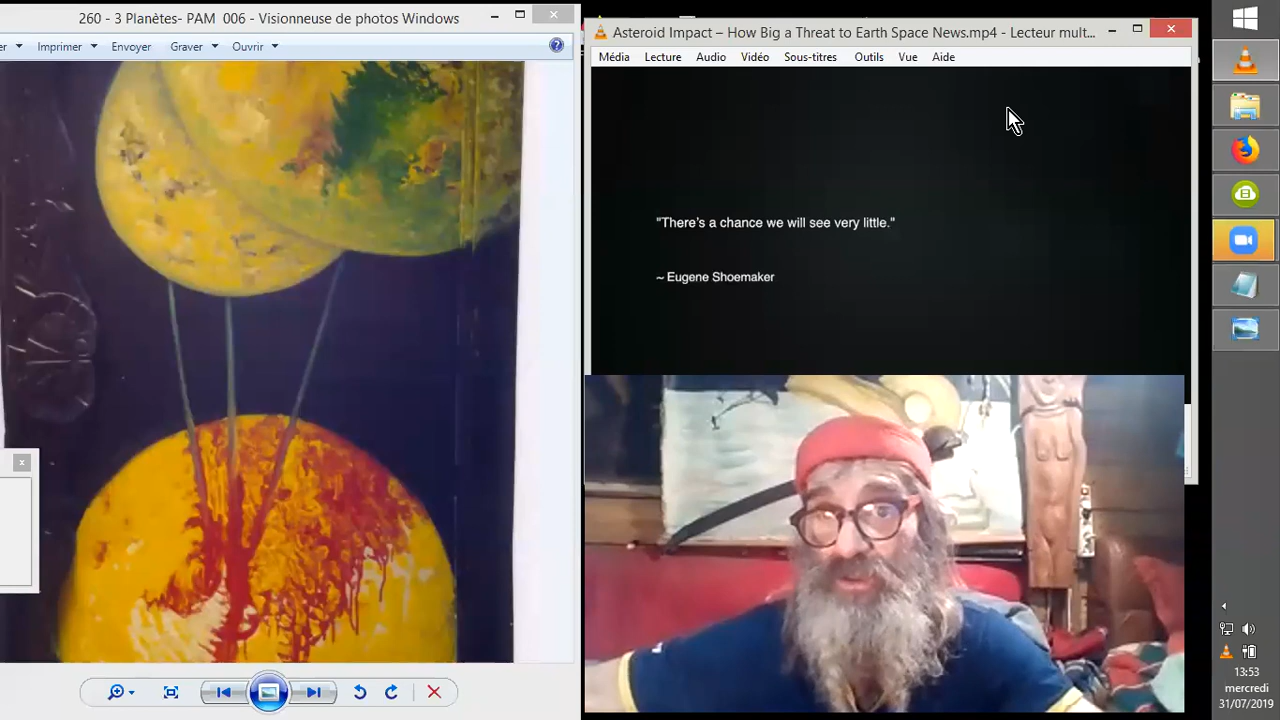 260 - 3 Planètes- PAM 006 - Visionneuse de photos Windows
Imprimer
Envoyer
Graver
Ouvrir
Asteroid Impact – How Big a Threat to Earth Space News.mp4 - Lecteur mult...
Média Lecture Audio Vidéo Sous-titres Outils Vue Aide
"There's a chance we will see very little."
~ Eugene Shoemaker
13:53
mercredi
31/07/2019